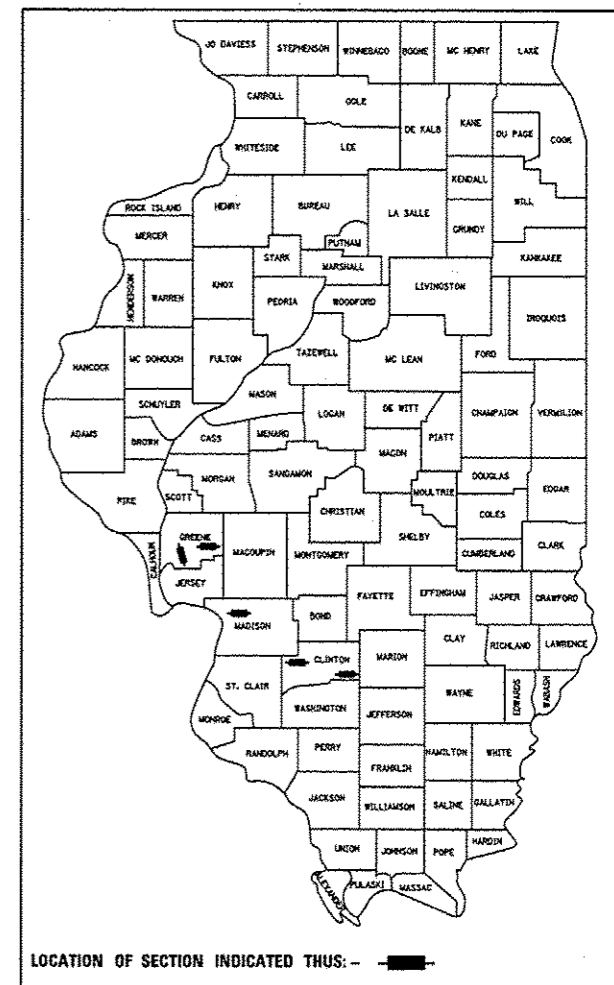 JO DAVIESS
STEPHENSON
WINNEBAGO
BOONE
MC HENRY
LAKE
CARROLL
OGLE
DE KALB
KANE
DU PAGE
COOK
WHITESIDE
LEE
KENDALL
WILL
ROCK ISLAND
HENRY
BUREAU
LA SALLE
GRUNDY
MERCER
PUTNAM
STARK
MARSHALL
KANKAKEE
HENDERSON
WARREN
KNOX
PEORIA
WOODFORD
LIVINGSTON
IROQUOIS
HANCOCK
MC DONOUGH
FULTON
TAZEWELL
MC LEAN
FORD
MASON
SCHUYLER
LOGAN
DE WITT
CHAMPAIGN
VERMILION
ADAMS
BROWN
CASS
MENARD
PIATT
MACON
MORGAN
SANGAMON
DOUGLAS
EDGAR
PIKE
SCOTT
MOULTRIE
CHRISTIAN
COLES
GREENE
SHELBY
CALHOUN
MACOUPIN
MONTGOMERY
CUMBERLAND
CLARK
JERSEY
FAYETTE
EFFINGHAM
JASPER
CRAWFORD
MADISON
BOND
CLAY
RICHLAND
LAWRENCE
CLINTON
MARION
ST. CLAIR
WAYNE
EDWARDS
WABASH
WASHINGTON
JEFFERSON
MONROE
RANDOLPH
PERRY
HAMILTON
WHITE
FRANKLIN
JACKSON
WILLIAMSON
SALINE
GALLATIN
UNION
JOHNSON
POPE
HARDIN
ALEXANDER
PULASKI
MASSAC
LOCATION OF SECTION INDICATED THUS: -